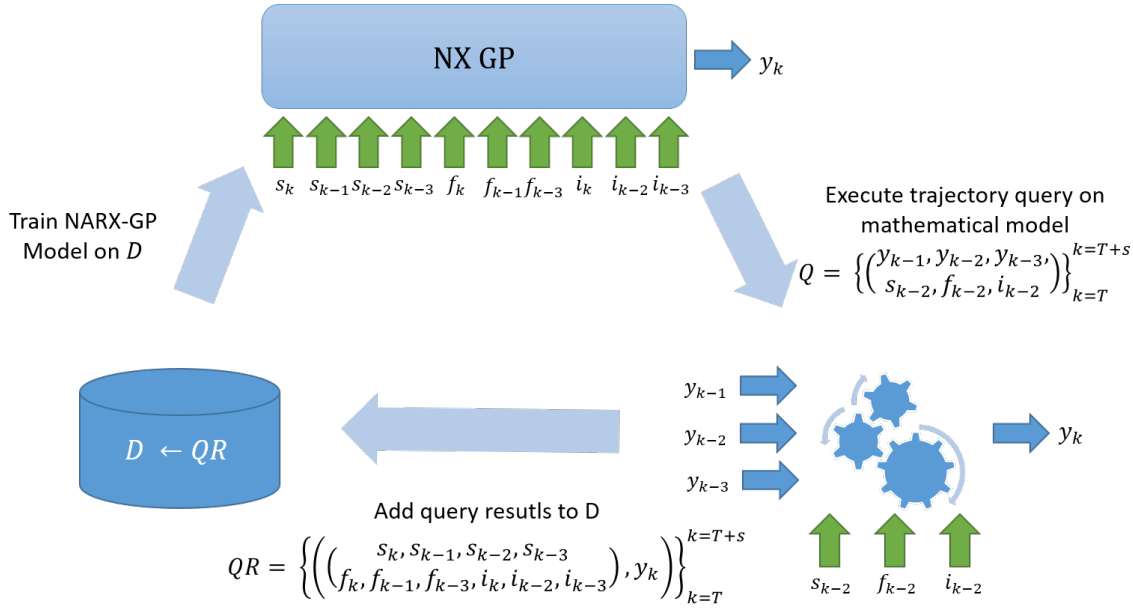 NX GP
y_k
s_k s_{k−1} s_{k−2} s_{k−3} f_k f_{k−1} f_{k−3} i_k i_{k−2} i_{k−3}
Train NARX-GP
Model on D
Execute trajectory query on
mathematical model
Q = {(y_{k−1}, y_{k−2}, y_{k−3}, s_{k−2}, f_{k−2}, i_{k−2})}_{k=T}^{k=T+s}
D ← QR
y_{k−1}
y_{k−2}
y_{k−3}
y_k
s_{k−2} f_{k−2} i_{k−2}
Add query resutls to D
QR = {((s_k, s_{k−1}, s_{k−2}, s_{k−3} f_k, f_{k−1}, f_{k−3}, i_k, i_{k−2}, i_{k−3}), y_k)}_{k=T}^{k=T+s}